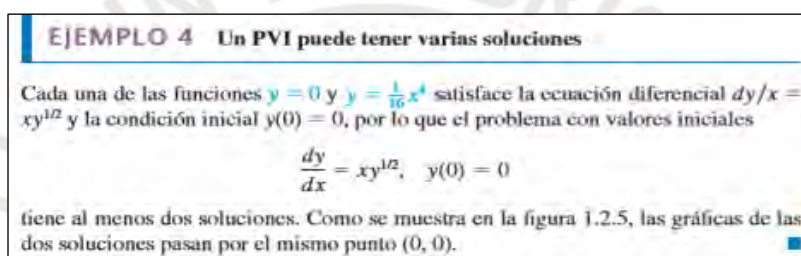 EJEMPLO 4 Un PVI puede tener varias soluciones
Cada una de las funciones y = 0 y y = 1/16 x⁴ satisface la ecuación diferencial dy/x =
xy^{1/2} y la condición inicial y(0) = 0, por lo que el problema con valores iniciales
dy/dx = xy^{1/2}, y(0) = 0
tiene al menos dos soluciones. Como se muestra en la figura 1.2.5, las gráficas de las
dos soluciones pasan por el mismo punto (0, 0).